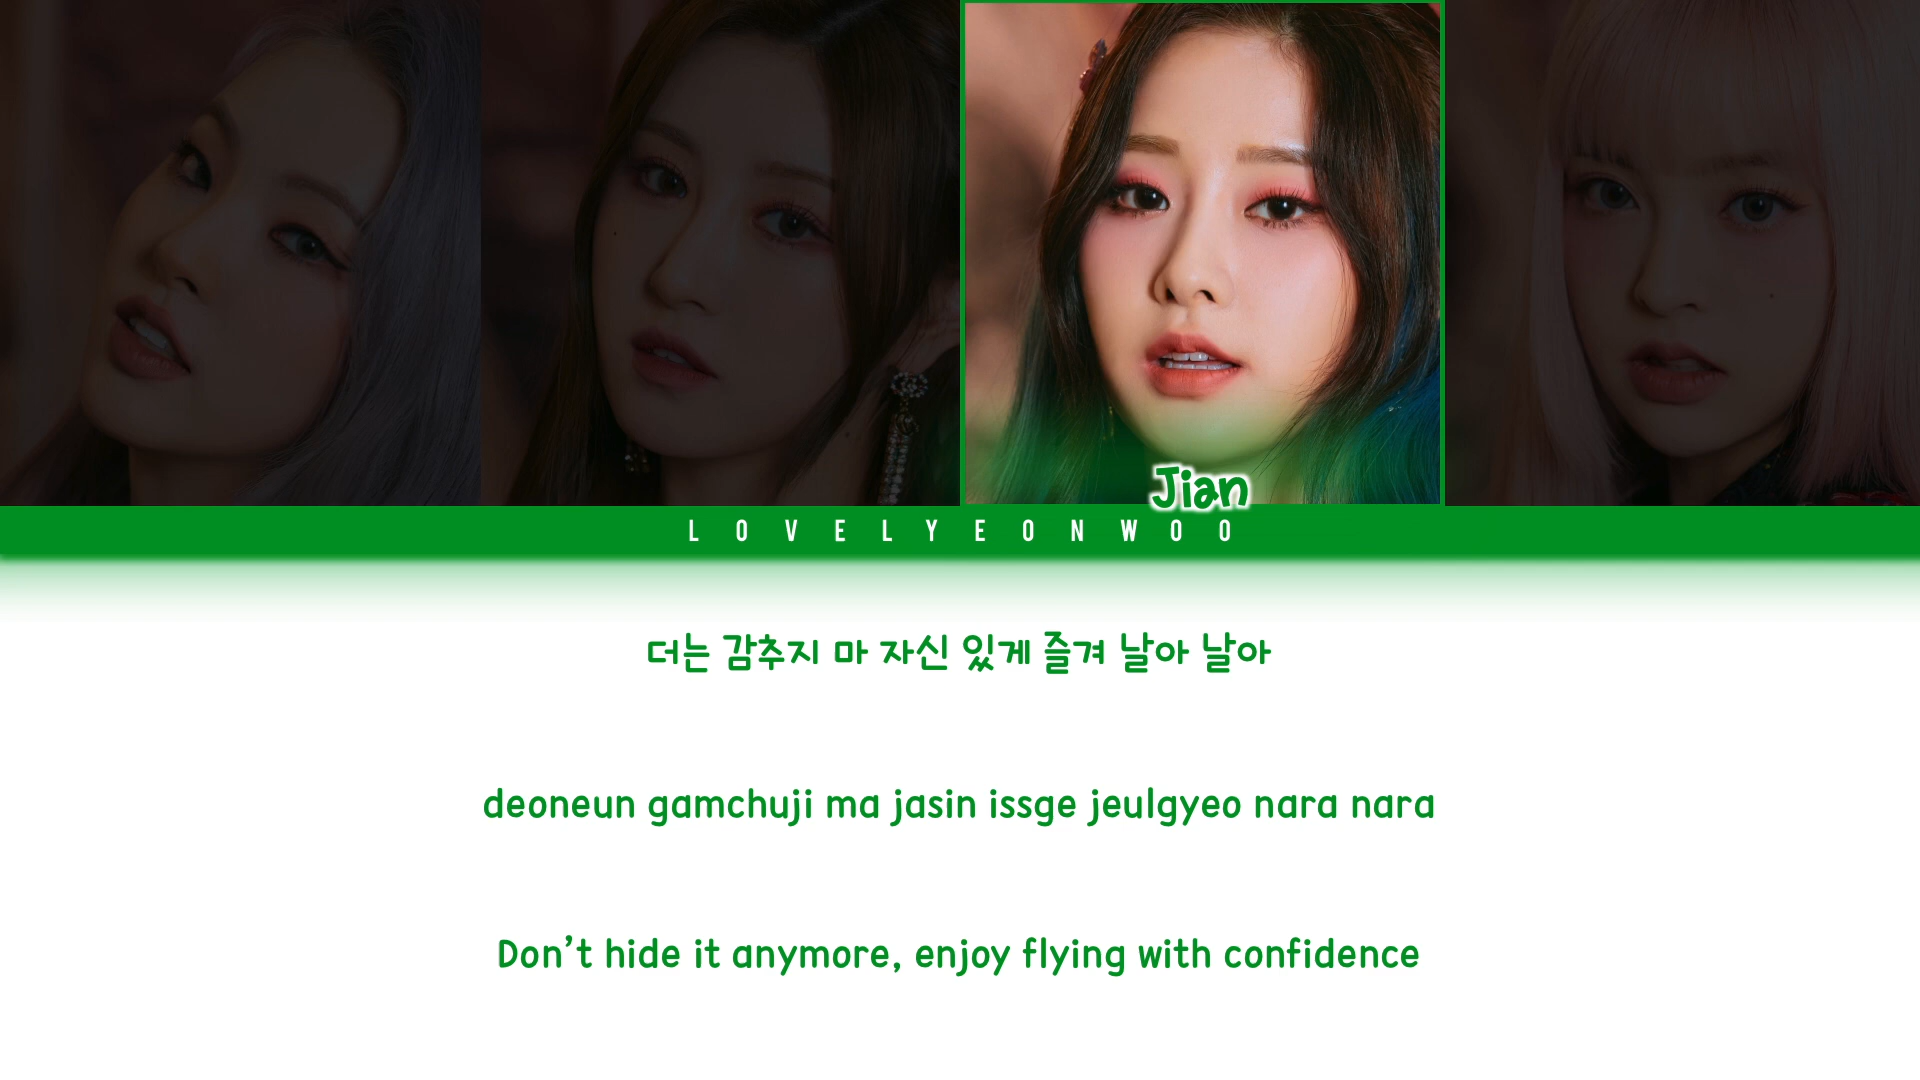 Jian
LOVELYEONWOO
더는 감추지 마 자신 있게 즐겨 날아 날아
deoneun gamchuji ma jasin issge jeulgyeo nara nara
Don't hide it anymore, enjoy flying with confidence